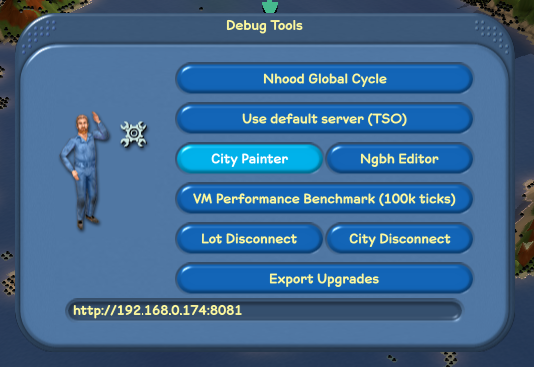 Debug Tools
Nhood Global Cycle
Use default server (TSO)
City Painter
Ngbh Editor
VM Performance Benchmark (100k ticks)
Lot Disconnect
City Disconnect
Export Upgrades
http://192.168.0.174:8081